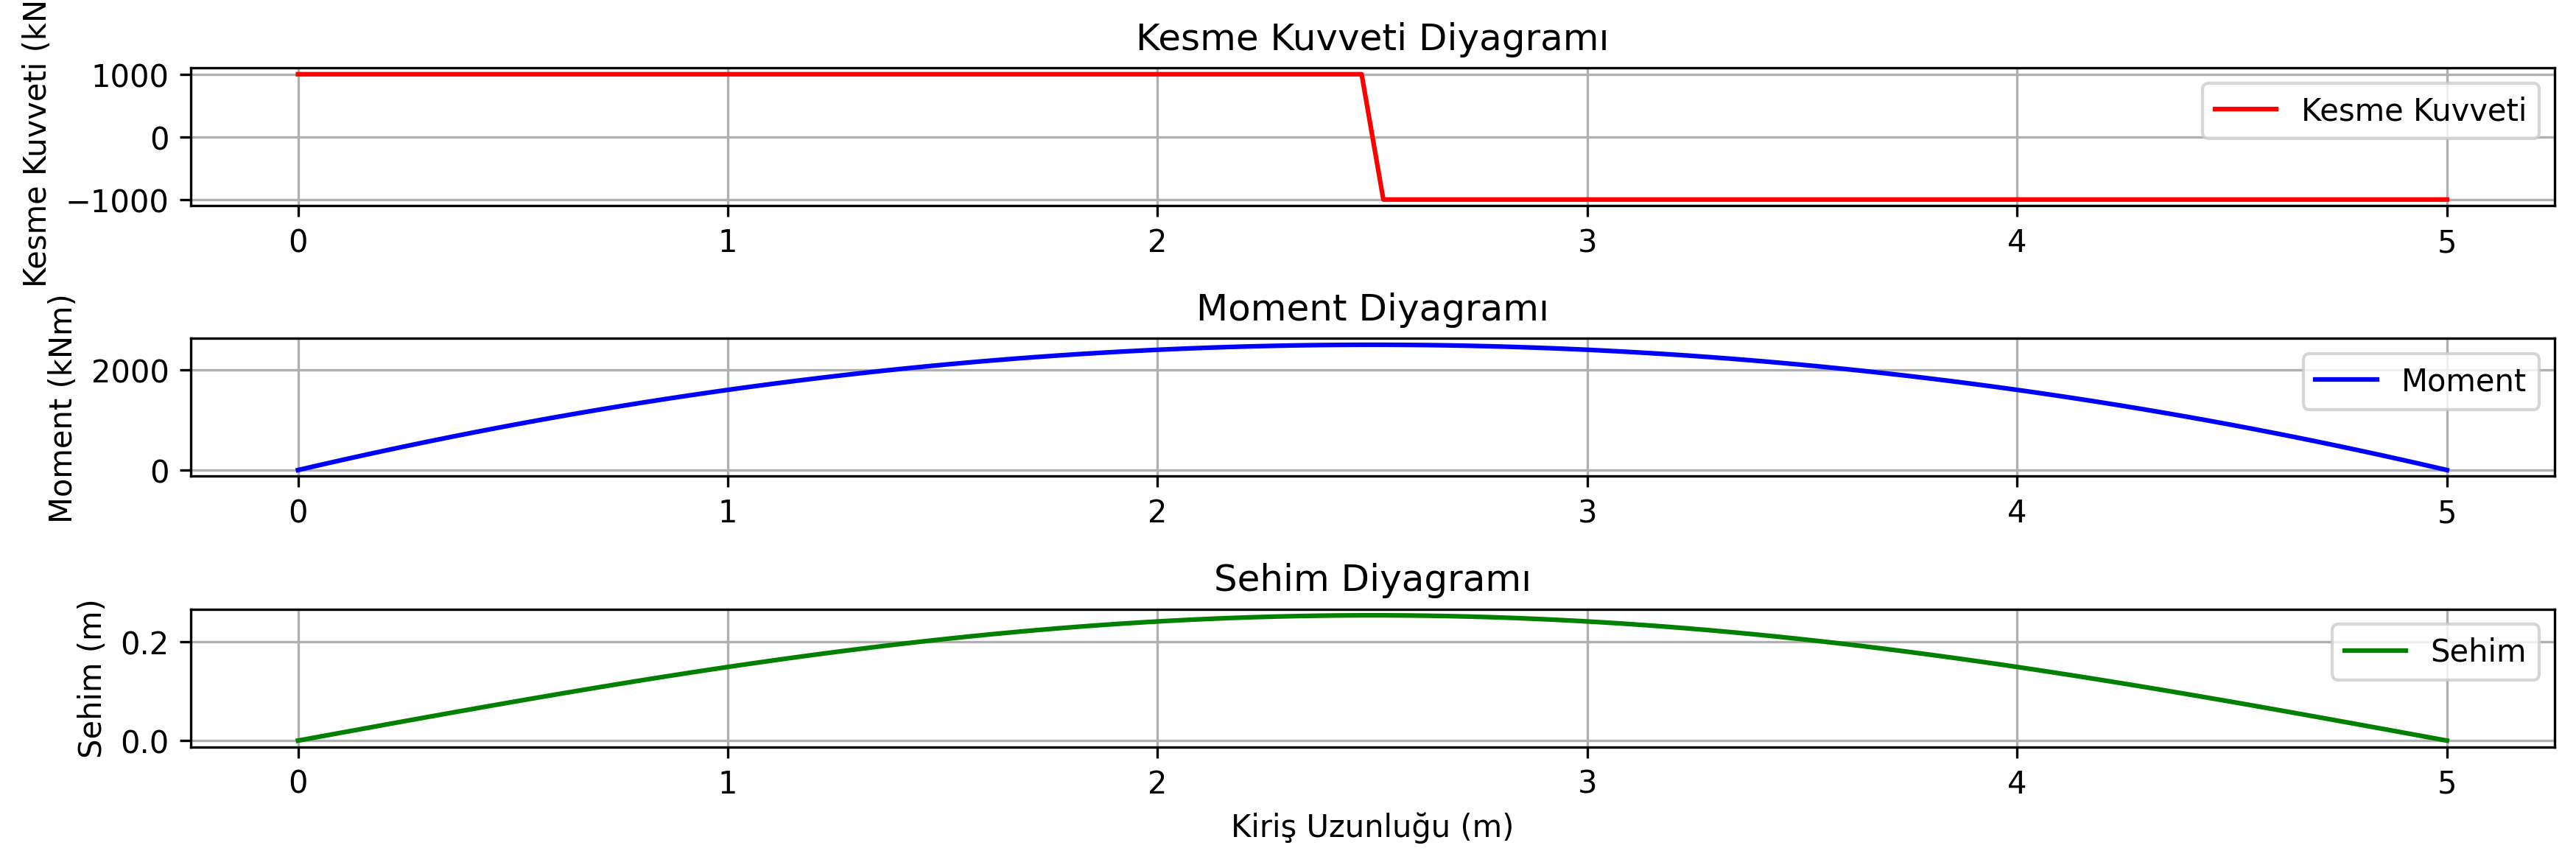 Kesme Kuvveti Diyagramı
Kesme Kuvveti (kN
1000
0
−1000
Kesme Kuvveti
0 1 2 3 4 5
Moment Diyagramı
Moment (kNm)
2000
0
Moment
0 1 2 3 4 5
Sehim Diyagramı
Sehim (m)
0.2
0.0
Sehim
0 1 2 3 4 5
Kiriş Uzunluğu (m)